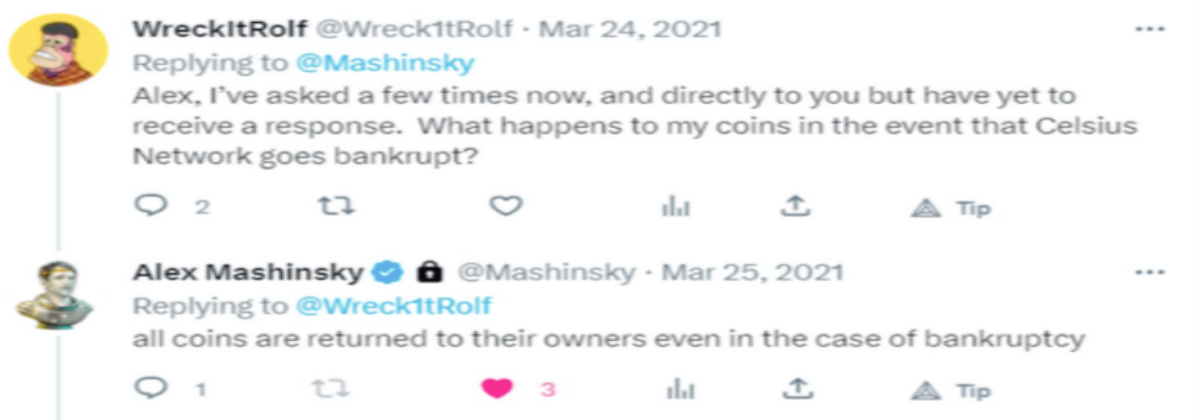 WreckItRolf @Wreck1tRolf · Mar 24, 2021
Replying to @Mashinsky
Alex, I've asked a few times now, and directly to you but have yet to
receive a response.  What happens to my coins in the event that Celsius
Network goes bankrupt?
2 Tip
Alex Mashinsky @Mashinsky · Mar 25, 2021
Replying to @Wreck1tRolf
all coins are returned to their owners even in the case of bankruptcy
1 3 Tip